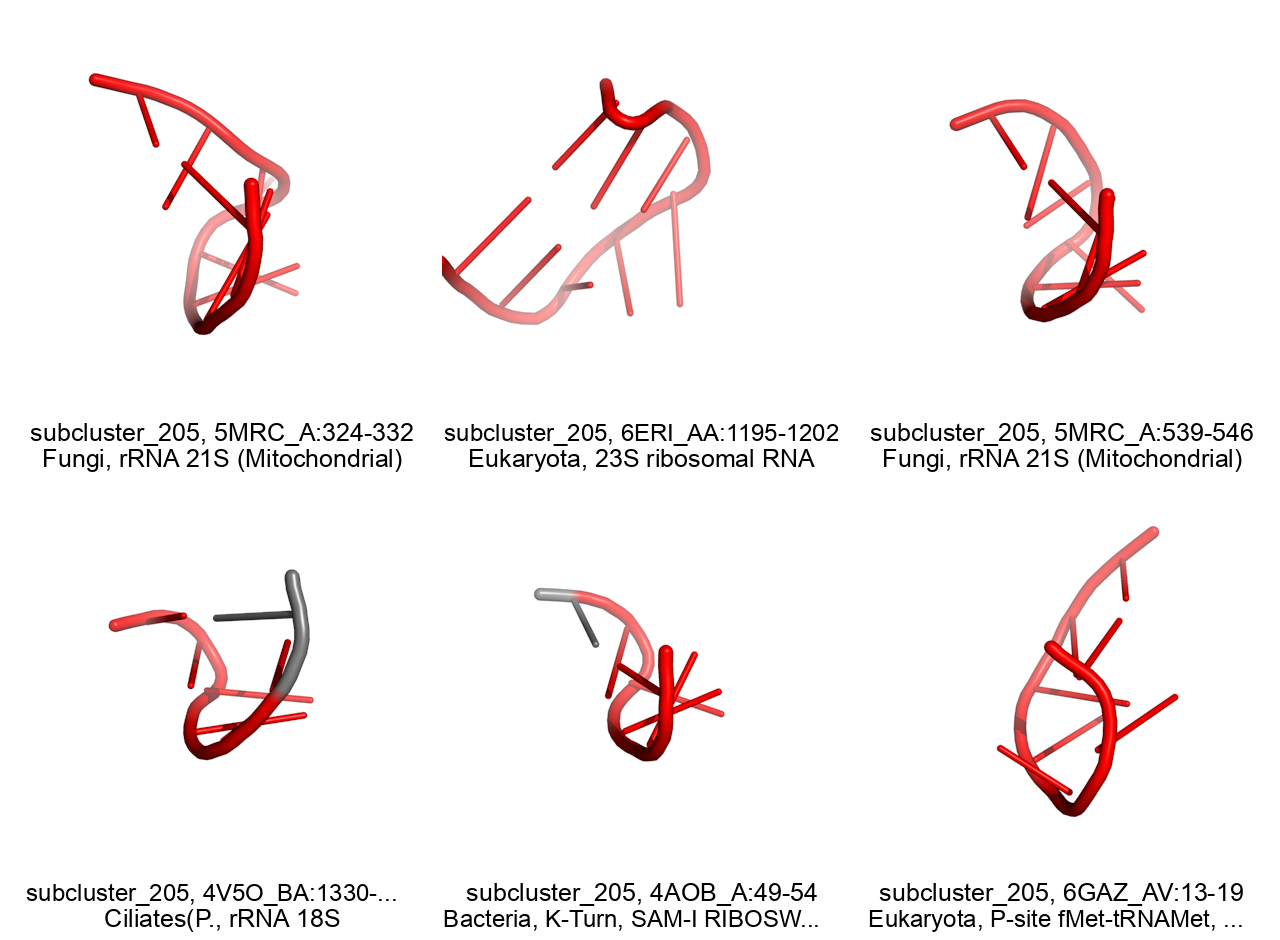 subcluster_205, 5MRC_A:324-332
Fungi, rRNA 21S (Mitochondrial)
subcluster_205, 6ERI_AA:1195-1202
Eukaryota, 23S ribosomal RNA
subcluster_205, 5MRC_A:539-546
Fungi, rRNA 21S (Mitochondrial)
subcluster_205, 4V5O_BA:1330-...
Ciliates(P., rRNA 18S
subcluster_205, 4AOB_A:49-54
Bacteria, K-Turn, SAM-I RIBOSW...
subcluster_205, 6GAZ_AV:13-19
Eukaryota, P-site fMet-tRNAMet, ...